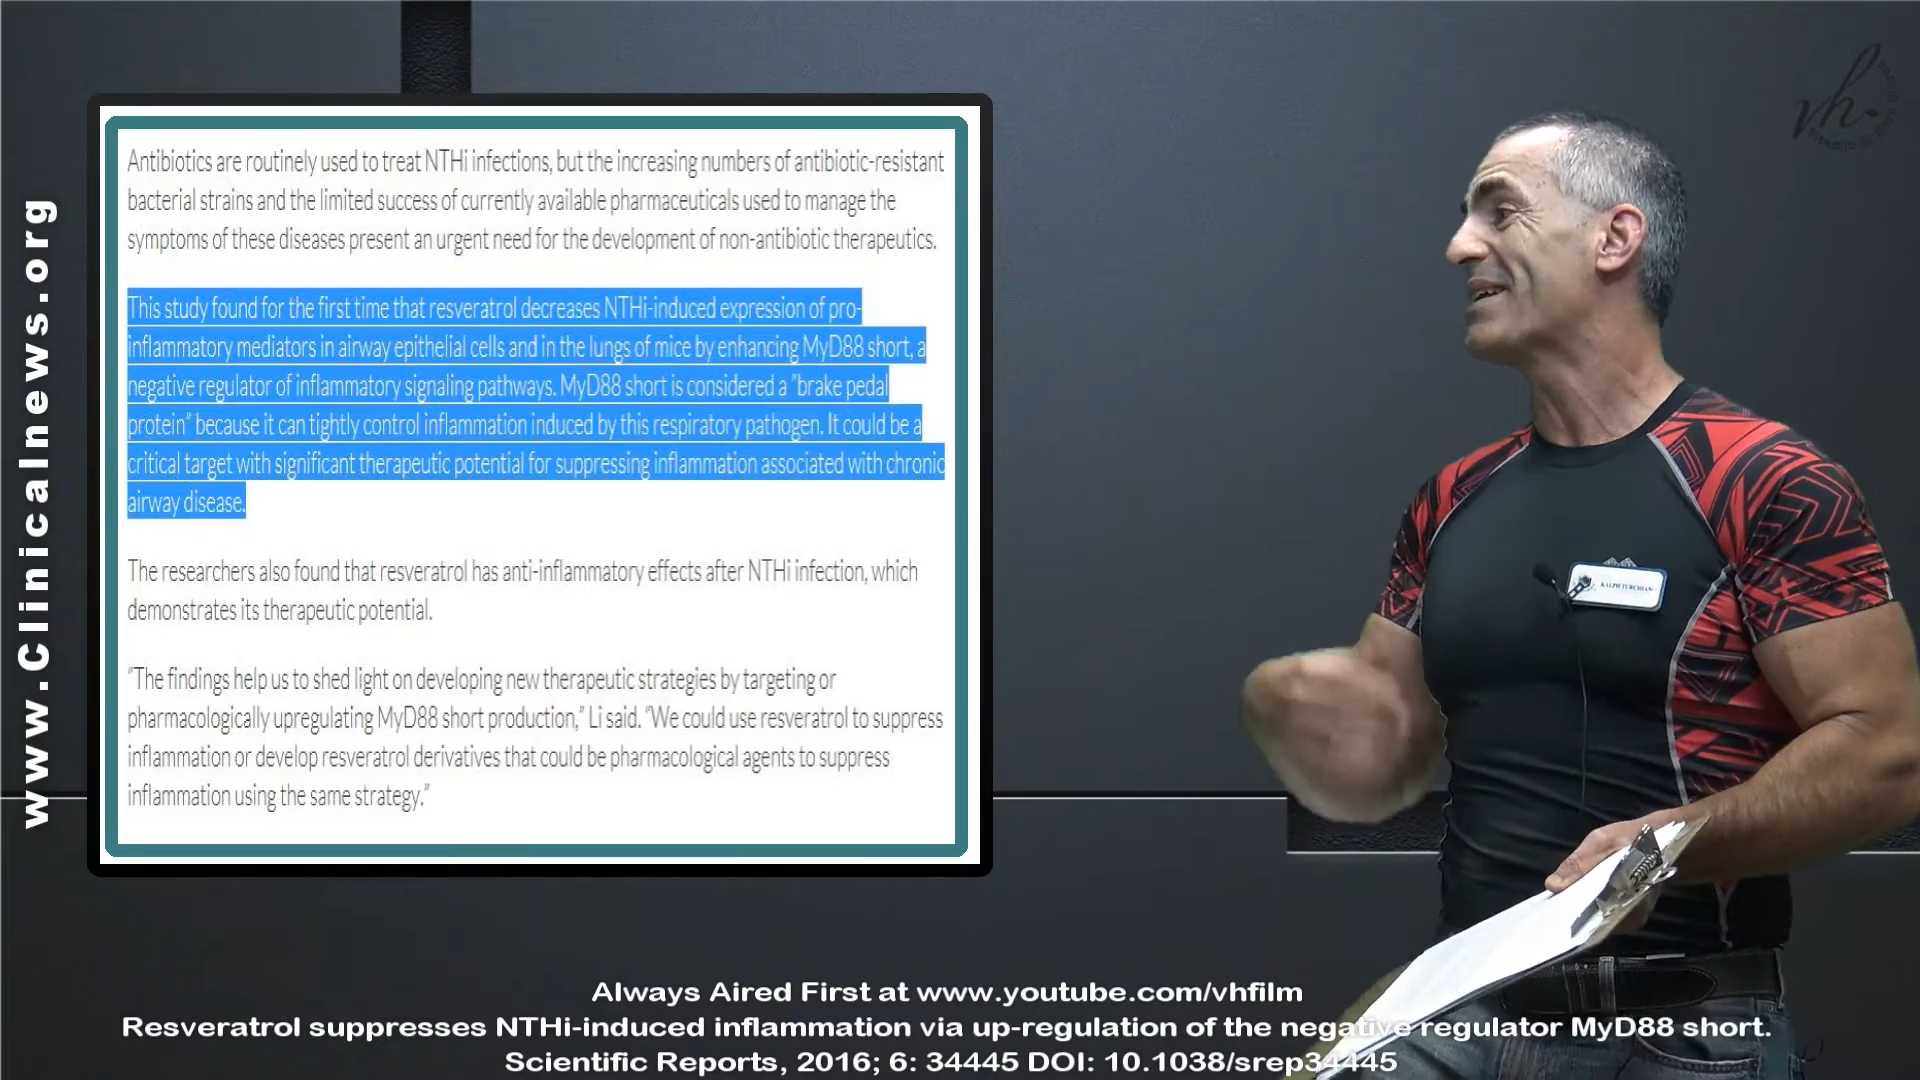 www.Clinicalnews.org
Antibiotics are routinely used to treat NTHi infections, but the increasing numbers of antibiotic-resistant
bacterial strains and the limited success of currently available pharmaceuticals used to manage the
symptoms of these diseases present an urgent need for the development of non-antibiotic therapeutics.
This study found for the first time that resveratrol decreases NTHi-induced expression of pro-
inflammatory mediators in airway epithelial cells and in the lungs of mice by enhancing MyD88 short, a
negative regulator of inflammatory signaling pathways. MyD88 short is considered a "brake pedal
protein" because it can tightly control inflammation induced by this respiratory pathogen. It could be a
critical target with significant therapeutic potential for suppressing inflammation associated with chronic
airway disease.
The researchers also found that resveratrol has anti-inflammatory effects after NTHi infection, which
demonstrates its therapeutic potential.
"The findings help us to shed light on developing new therapeutic strategies by targeting or
pharmacologically upregulating MyD88 short production," Li said. "We could use resveratrol to suppress
inflammation or develop resveratrol derivatives that could be pharmacological agents to suppress
inflammation using the same strategy."
vh-
Always Aired First at www.youtube.com/vhfilm
Resveratrol suppresses NTHi-induced inflammation via up-regulation of the negative regulator MyD88 short.
Scientific Reports, 2016; 6: 34445 DOI: 10.1038/srep34445